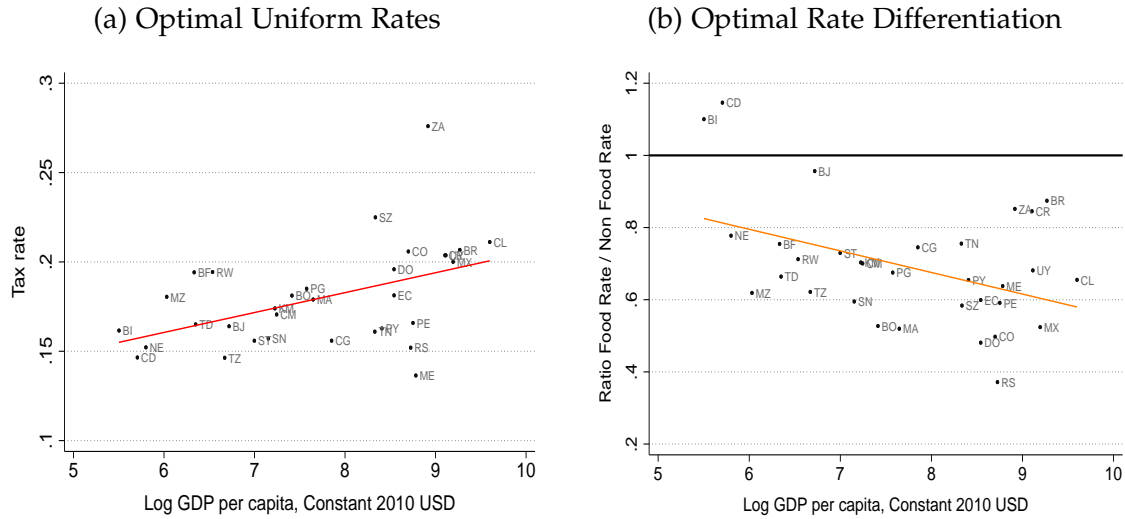 (a) Optimal Uniform Rates
.3
.25
.2
.15
.1
Tax rate
ZA
SZ
CO
BR
CL
CR
MX
DO
BF
RW
MZ
PG
BO
MA
EC
KM
CM
TD
BJ
BI
PY
TN
PE
ST
SN
CG
NE
RS
CD
TZ
ME
5 6 7 8 9 10
Log GDP per capita, Constant 2010 USD
(b) Optimal Rate Differentiation
1.2
1
.8
.6
.4
.2
Ratio Food Rate / Non Food Rate
CD
BI
BJ
BR
ZA
CR
NE
BF
ST
CG
TN
RW
KM
CM
TD
PG
UY
PY
CL
ME
MZ
TZ
SN
SZ
EC
PE
BO
MA
MX
CO
DO
RS
5 6 7 8 9 10
Log GDP per capita, Constant 2010 USD